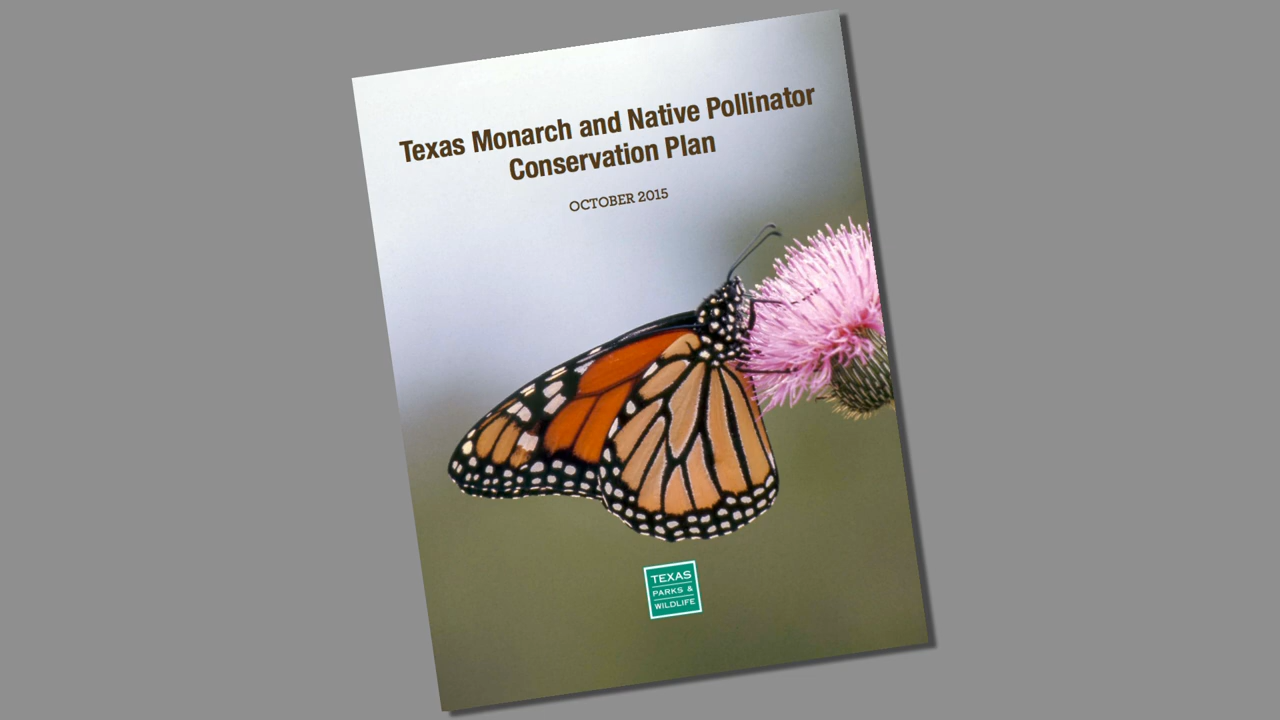 Texas Monarch and Native Pollinator
Conservation Plan
OCTOBER 2015
TEXAS
PARKS &
WILDLIFE